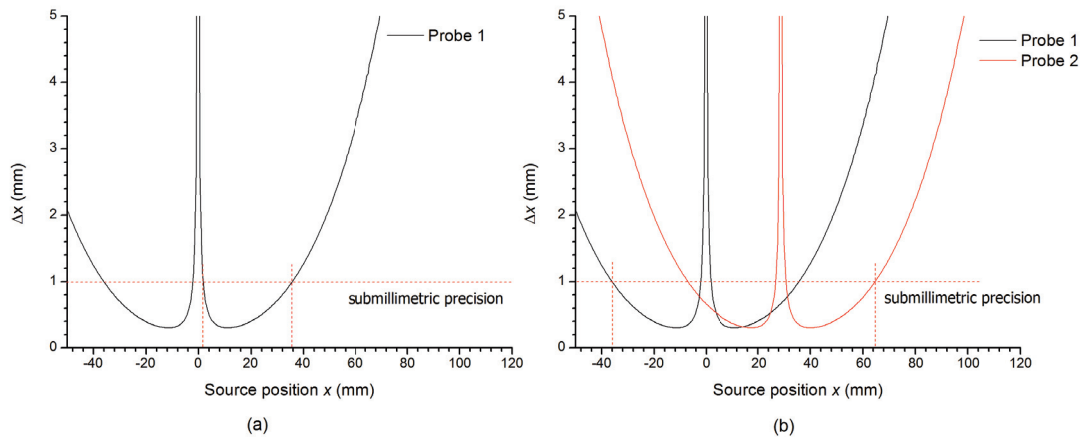 5
4
3
2
1
0
Δx (mm)
Probe 1
submillimetric precision
-40 -20 0 20 40 60 80 100 120
Source position x (mm)
(a)
5
4
3
2
1
0
Δx (mm)
Probe 1
Probe 2
submillimetric precision
-40 -20 0 20 40 60 80 100 120
Source position x (mm)
(b)